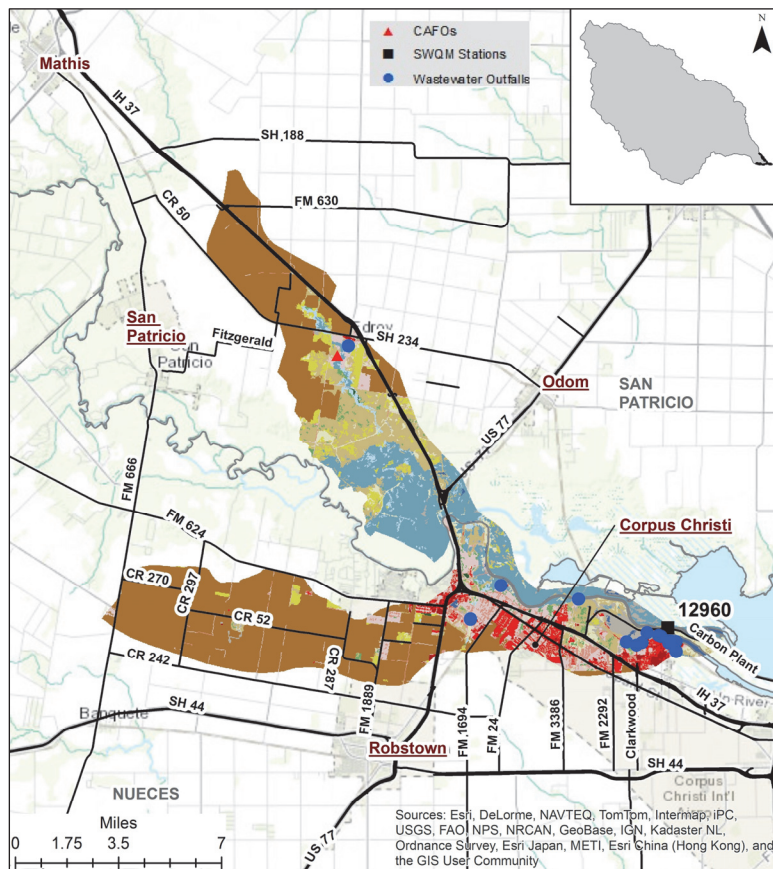 CAFOs
SWQM Stations
Wastewater Outfalls
N
Mathis
IH 37
SH 188
CR 50
FM 630
San
Patricio
San
Patricio
Fitzgerald
Edroy
SH 234
Odom
SAN
PATRICIO
US 77
FM 666
FM 624
Corpus Christi
CR 270
CR 297
CR 52
12960
Carbon Plant
CR 242
CR 287
FM 1889
FM 1694
FM 24
FM 3386
FM 2292
Clarkwood
IH 37
SH 44
Banquete
Robstown
SH 44
NUECES
US 77
Corpus
Christi Int'l
Miles
0 1.75 3.5 7
Sources: Esri, DeLorme, NAVTEQ, TomTom, Intermap, iPC,
USGS, FAO, NPS, NRCAN, GeoBase, IGN, Kadaster NL,
Ordnance Survey, Esri Japan, METI, Esri China (Hong Kong), and
the GIS User Community